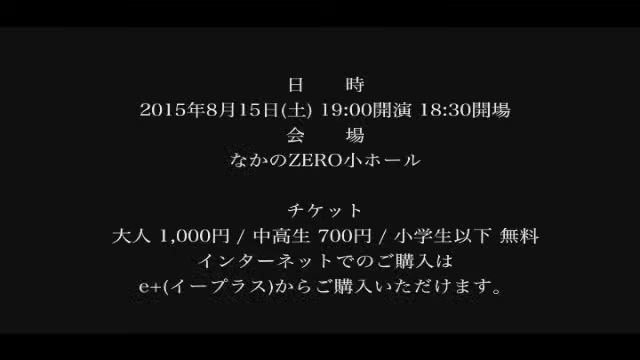 日　　時
2015年8月15日(土) 19:00開演 18:30開場
会　　場
なかのZERO小ホール
チケット
大人 1,000円 / 中高生 700円 / 小学生以下 無料
インターネットでのご購入は
e+(イープラス)からご購入いただけます。